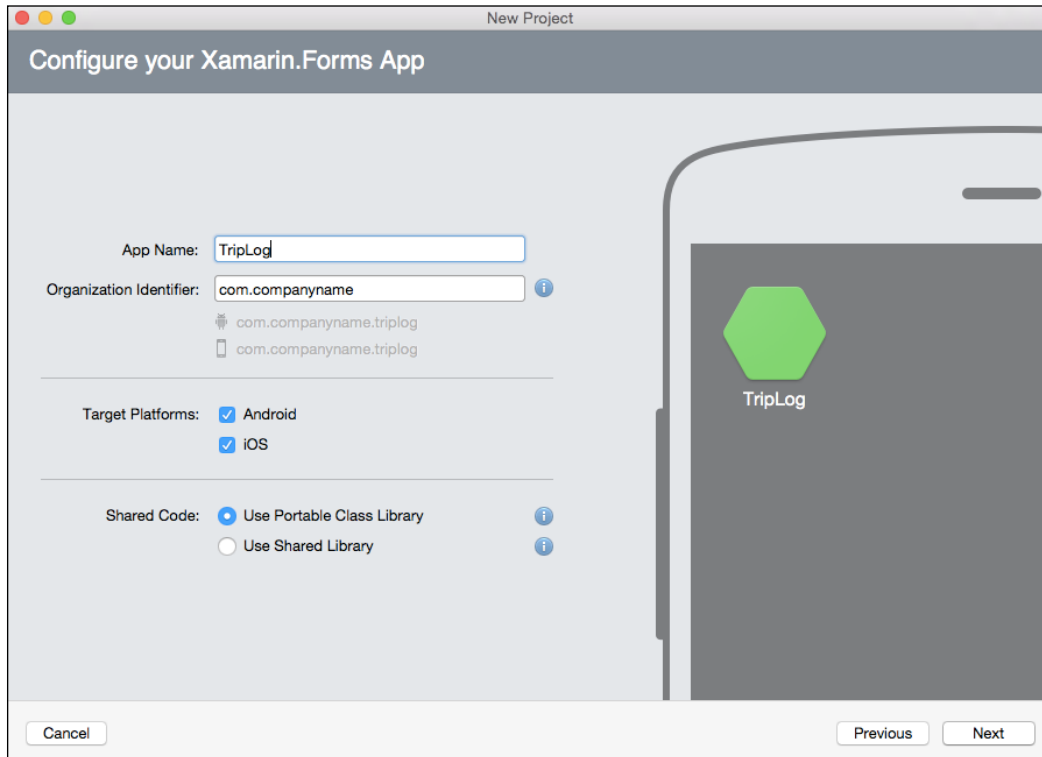 New Project
Configure your Xamarin.Forms App
App Name: TripLog
Organization Identifier: com.companyname
com.companyname.triplog
com.companyname.triplog
Target Platforms: Android
iOS
Shared Code: Use Portable Class Library
Use Shared Library
TripLog
Cancel Previous Next